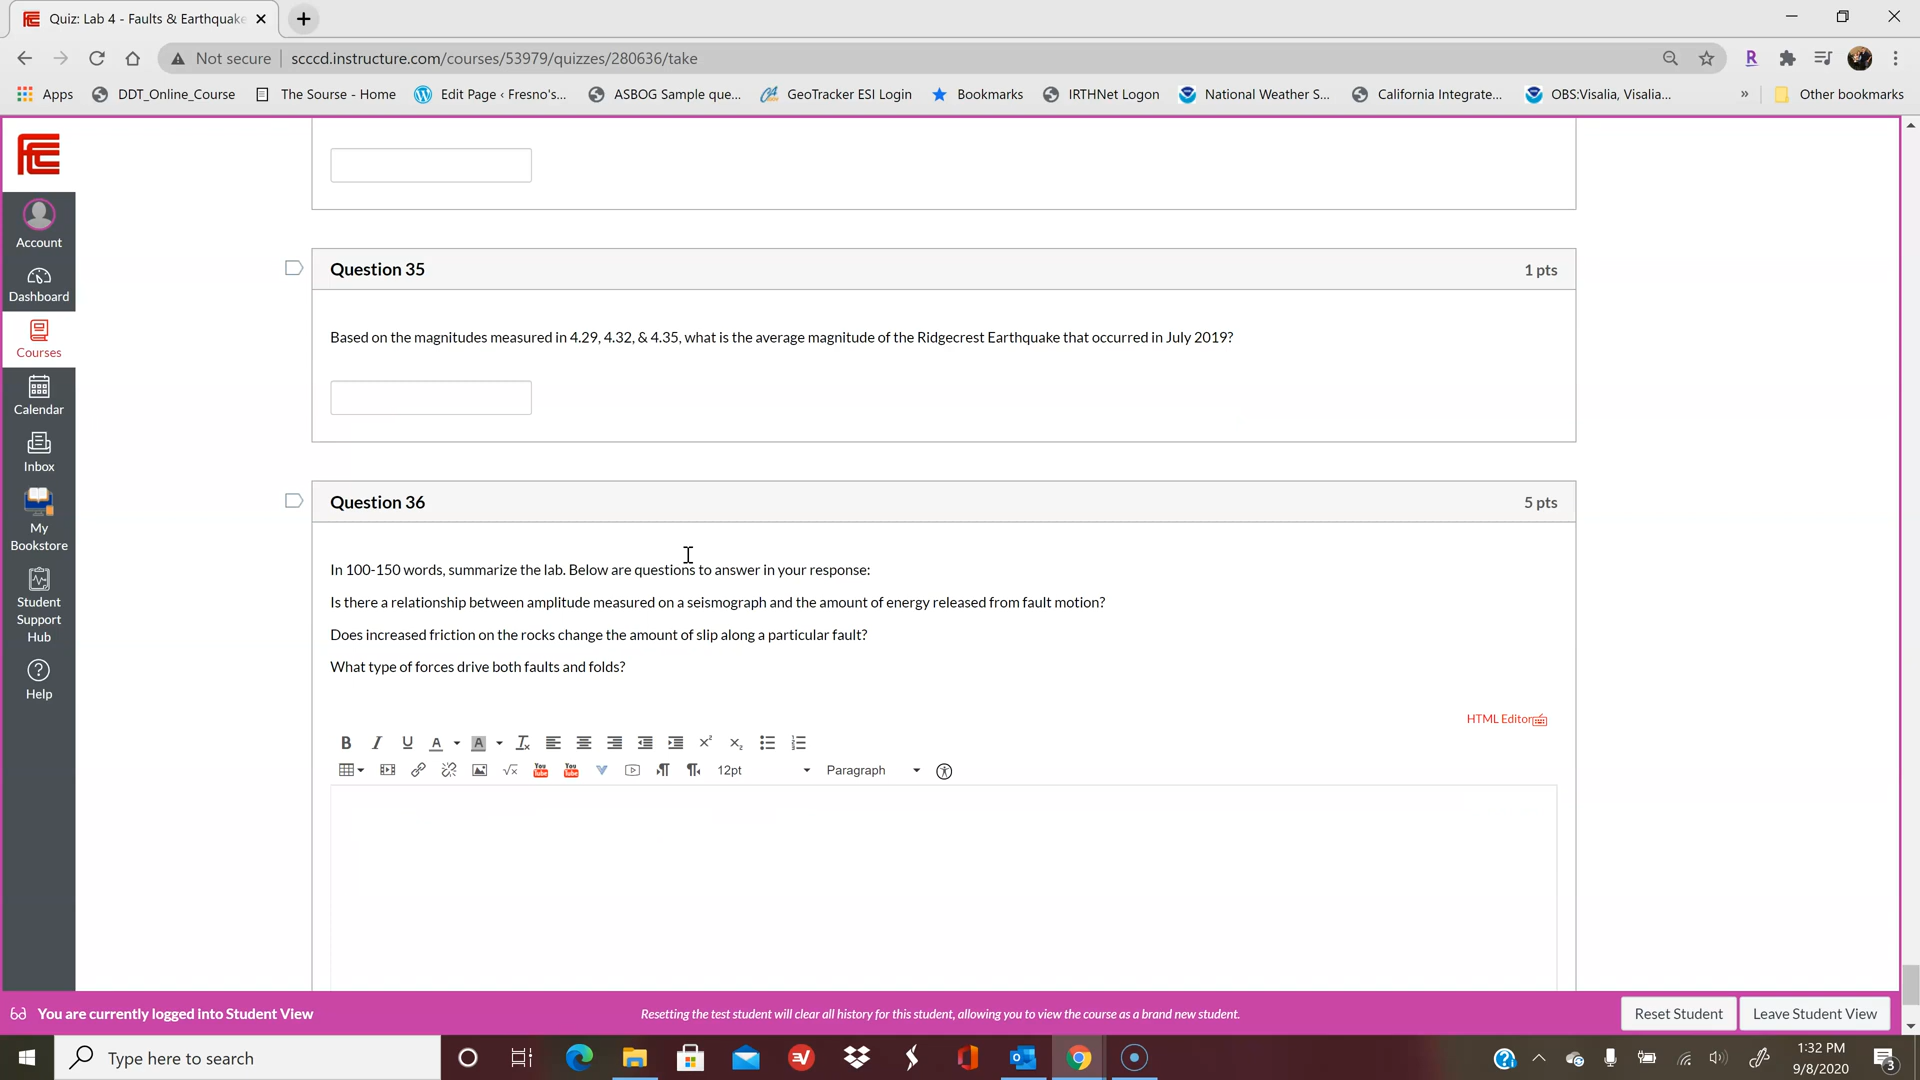 Quiz: Lab 4 - Faults & Earthquake
Not secure
scccd.instructure.com/courses/53979/quizzes/280636/take
Apps
DDT_Online_Course
The Sourse - Home
Edit Page ‹ Fresno's...
ASBOG Sample que...
GeoTracker ESI Login
Bookmarks
IRTHNet Logon
National Weather S...
California Integrate...
OBS:Visalia, Visalia...
»
Other bookmarks
Account
Dashboard
Courses
Calendar
Inbox
My
Bookstore
Student
Support
Hub
Help
Question 35
1 pts
Based on the magnitudes measured in 4.29, 4.32, & 4.35, what is the average magnitude of the Ridgecrest Earthquake that occurred in July 2019?
Question 36
5 pts
In 100-150 words, summarize the lab. Below are questions to answer in your response:
Is there a relationship between amplitude measured on a seismograph and the amount of energy released from fault motion?
Does increased friction on the rocks change the amount of slip along a particular fault?
What type of forces drive both faults and folds?
HTML Editor
12pt
Paragraph
You are currently logged into Student View
Resetting the test student will clear all history for this student, allowing you to view the course as a brand new student.
Reset Student
Leave Student View
Type here to search
1:32 PM
9/8/2020
3